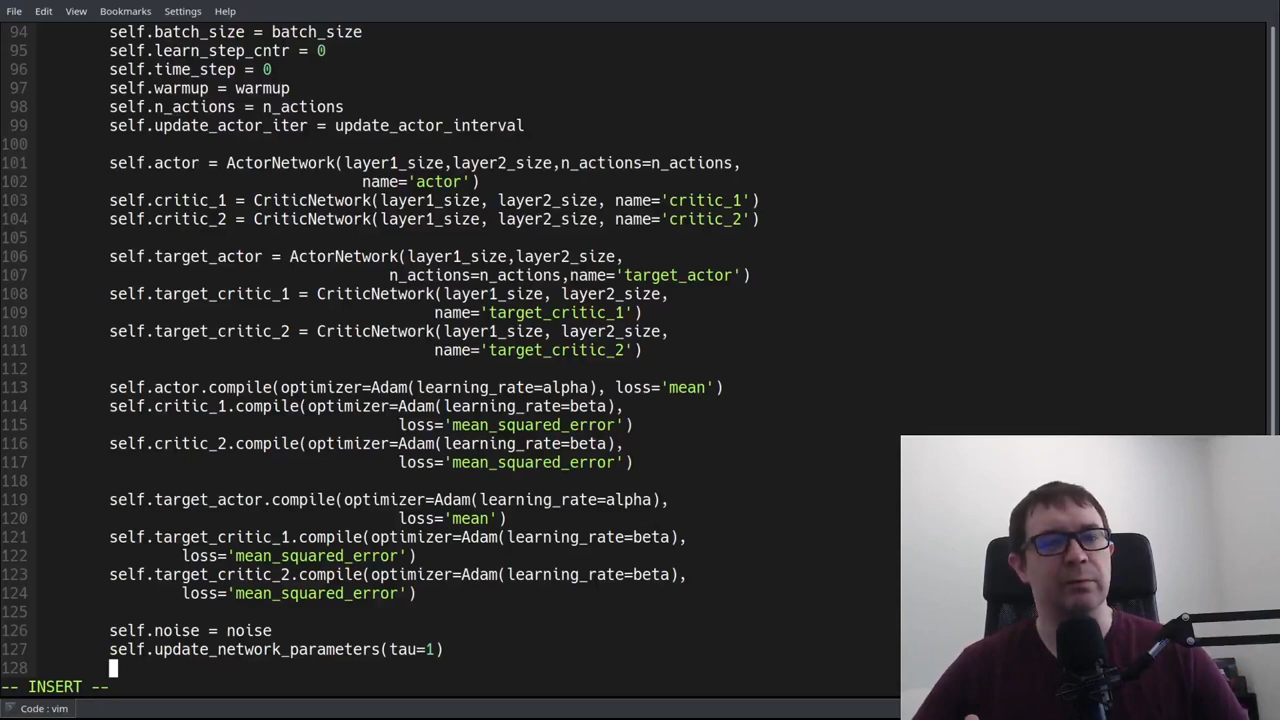 File Edit View Bookmarks Settings Help
94 self.batch_size = batch_size
95 self.learn_step_cntr = 0
96 self.time_step = 0
97 self.warmup = warmup
98 self.n_actions = n_actions
99 self.update_actor_iter = update_actor_interval
100
101 self.actor = ActorNetwork(layer1_size,layer2_size,n_actions=n_actions,
102 name='actor')
103 self.critic_1 = CriticNetwork(layer1_size, layer2_size, name='critic_1')
104 self.critic_2 = CriticNetwork(layer1_size, layer2_size, name='critic_2')
105
106 self.target_actor = ActorNetwork(layer1_size,layer2_size,
107 n_actions=n_actions,name='target_actor')
108 self.target_critic_1 = CriticNetwork(layer1_size, layer2_size,
109 name='target_critic_1')
110 self.target_critic_2 = CriticNetwork(layer1_size, layer2_size,
111 name='target_critic_2')
112
113 self.actor.compile(optimizer=Adam(learning_rate=alpha), loss='mean')
114 self.critic_1.compile(optimizer=Adam(learning_rate=beta),
115 loss='mean_squared_error')
116 self.critic_2.compile(optimizer=Adam(learning_rate=beta),
117 loss='mean_squared_error')
118
119 self.target_actor.compile(optimizer=Adam(learning_rate=alpha),
120 loss='mean')
121 self.target_critic_1.compile(optimizer=Adam(learning_rate=beta),
122 loss='mean_squared_error')
123 self.target_critic_2.compile(optimizer=Adam(learning_rate=beta),
124 loss='mean_squared_error')
125
126 self.noise = noise
127 self.update_network_parameters(tau=1)
128
-- INSERT --
Code : vim